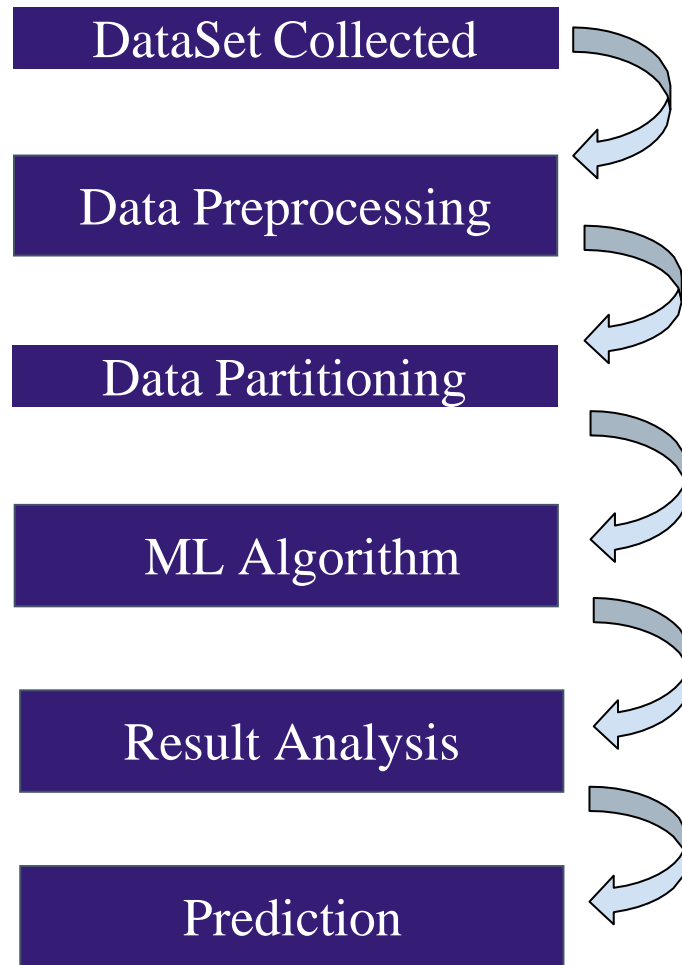 DataSet Collected
Data Preprocessing
Data Partitioning
ML Algorithm
Result Analysis
Prediction